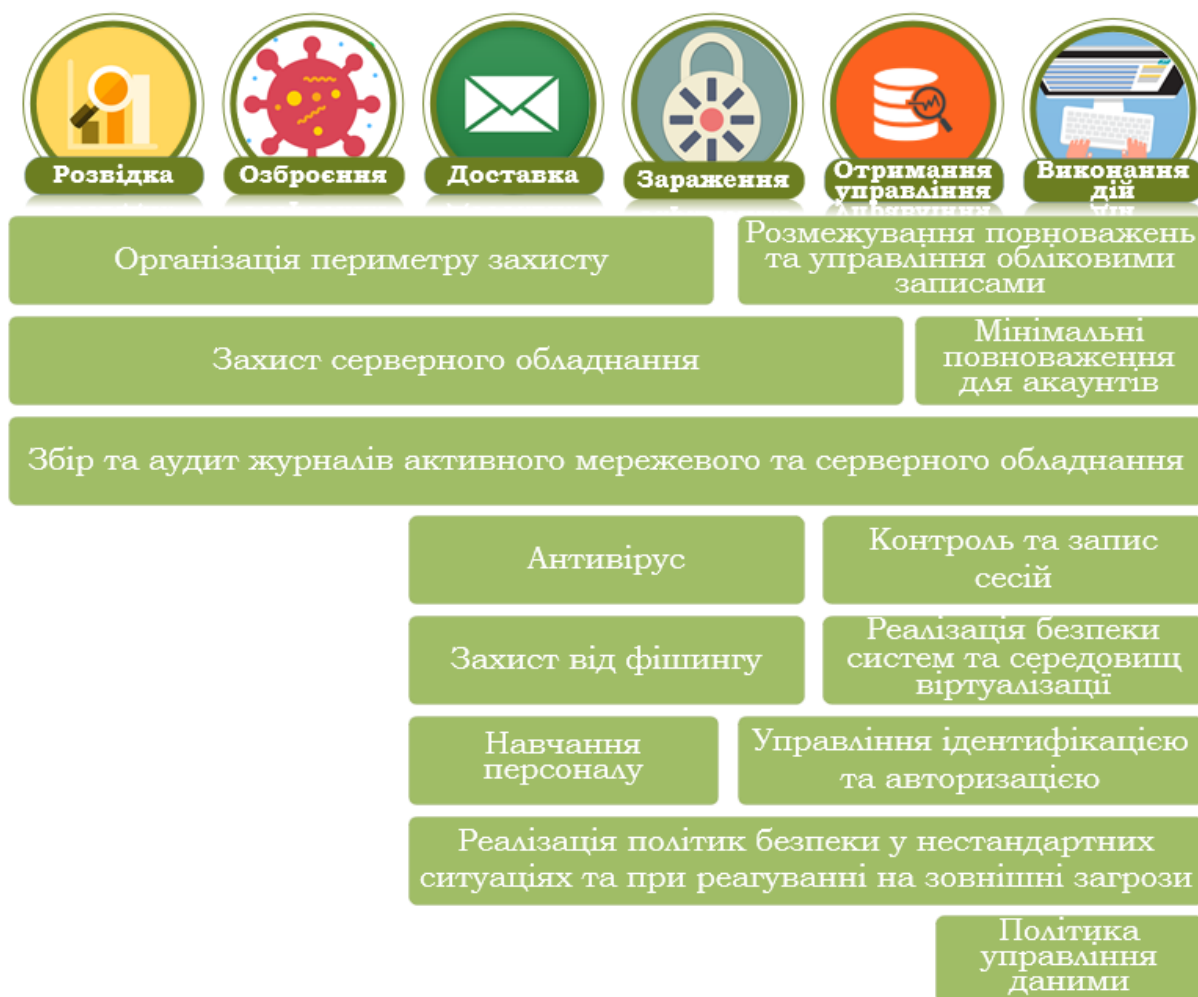 Розвідка
Озброєння
Доставка
Зараження
Отримання
управління
Виконання
дій
Організація периметру захисту
Розмежування повноважень
та управління обліковими
записами
Захист серверного обладнання
Мінімальні
повноваження
для акаунтів
Збір та аудит журналів активного мережевого та серверного обладнання
Антивірус
Контроль та запис
сесій
Захист від фішингу
Реалізація безпеки
систем та середовищ
віртуалізації
Навчання
персоналу
Управління ідентифікацією
та авторизацією
Реалізація політик безпеки у нестандартних
ситуаціях та при реагуванні на зовнішні загрози
Політика
управління
даними